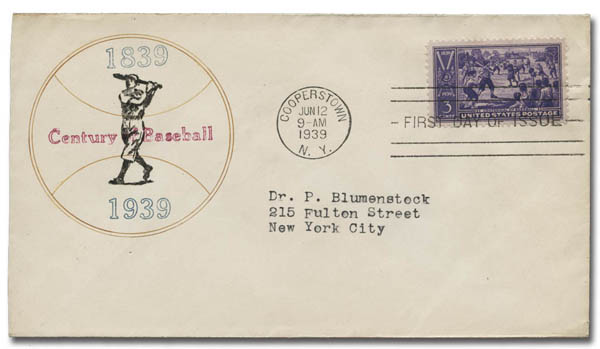 1839
Century of Baseball
1939
COOPERSTOWN
JUN 12
9-AM
1939
N. Y.
3
UNITED STATES POSTAGE
FIRST DAY OF ISSUE
Dr. P. Blumenstock
215 Fulton Street
New York City